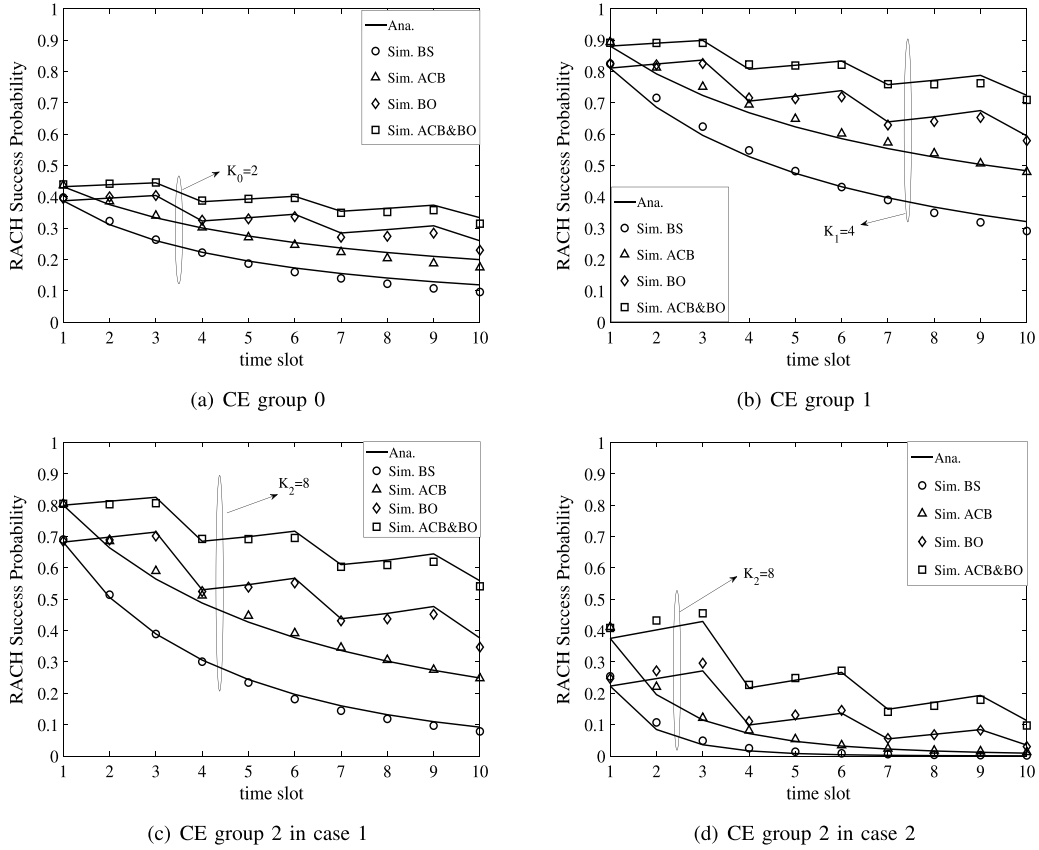 1
0.9
0.8
0.7
0.6
0.5
0.4
0.3
0.2
0.1
0
RACH Success Probability
Ana.
Sim. BS
Sim. ACB
Sim. BO
Sim. ACB&BO
K0=2
1 2 3 4 5 6 7 8 9 10
time slot
(a) CE group 0
1
0.9
0.8
0.7
0.6
0.5
0.4
0.3
0.2
0.1
0
RACH Success Probability
Ana.
Sim. BS
Sim. ACB
Sim. BO
Sim. ACB&BO
K1=4
1 2 3 4 5 6 7 8 9 10
time slot
(b) CE group 1
1
0.9
0.8
0.7
0.6
0.5
0.4
0.3
0.2
0.1
0
RACH Success Probability
Ana.
Sim. BS
Sim. ACB
Sim. BO
Sim. ACB&BO
K2=8
1 2 3 4 5 6 7 8 9 10
time slot
(c) CE group 2 in case 1
1
0.9
0.8
0.7
0.6
0.5
0.4
0.3
0.2
0.1
0
RACH Success Probability
Ana.
Sim. BS
Sim. ACB
Sim. BO
Sim. ACB&BO
K2=8
1 2 3 4 5 6 7 8 9 10
time slot
(d) CE group 2 in case 2